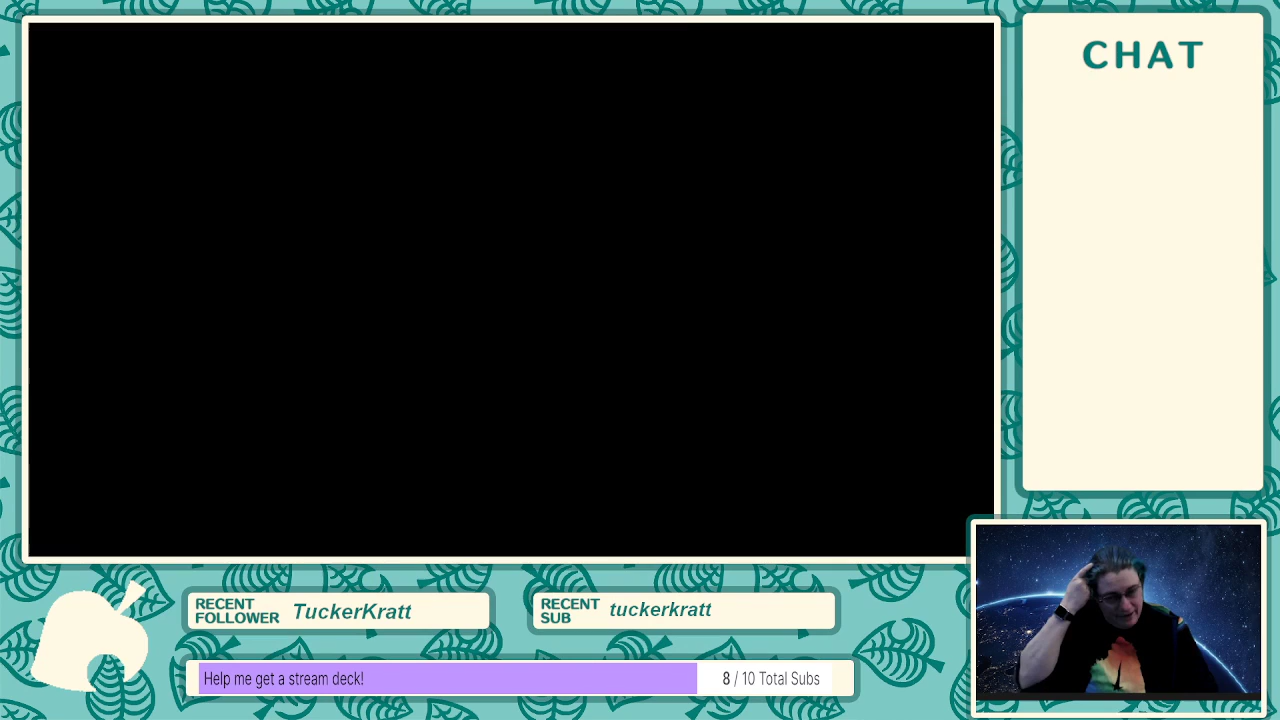 CHAT
RECENT
FOLLOWER
TuckerKratt
RECENT
SUB
tuckerkratt
Help me get a stream deck!
8 / 10 Total Subs